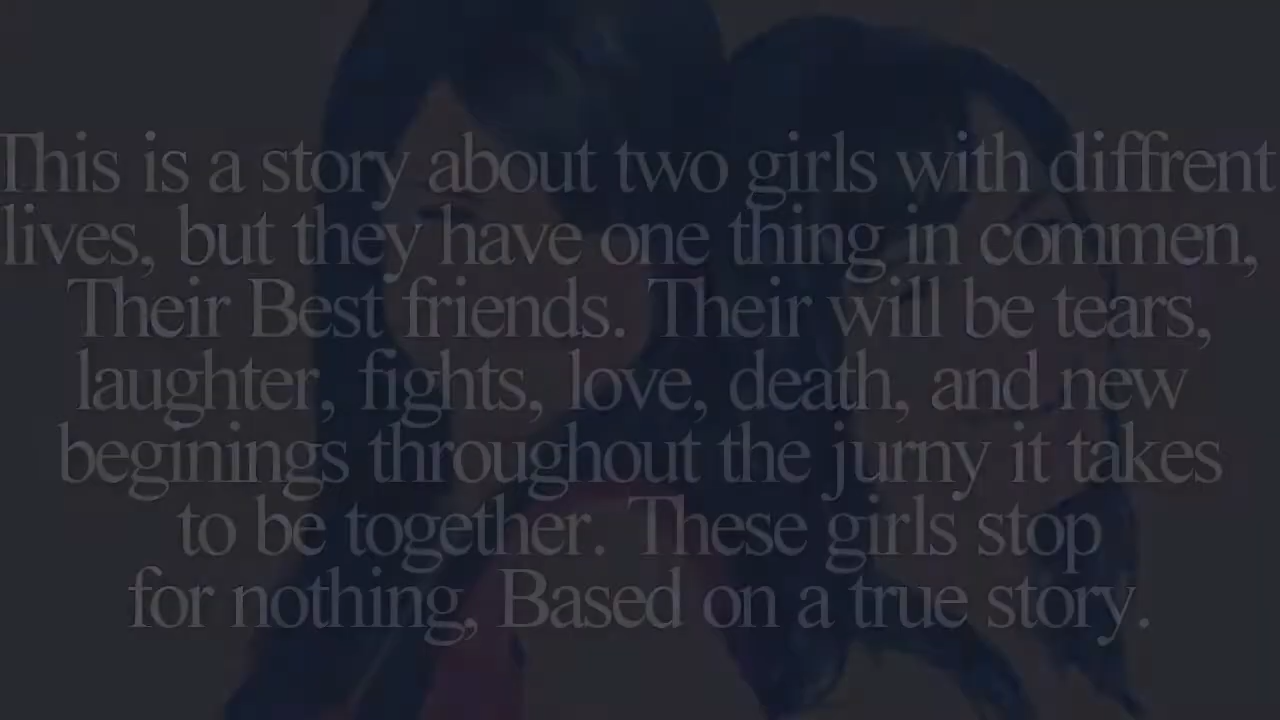 This is a story about two girls with diffrent
lives, but they have one thing in commen,
Their Best friends. Their will be tears,
laughter, fights, love, death, and new
beginings throughout the jurny it takes
to be together. These girls stop
for nothing, Based on a true story.